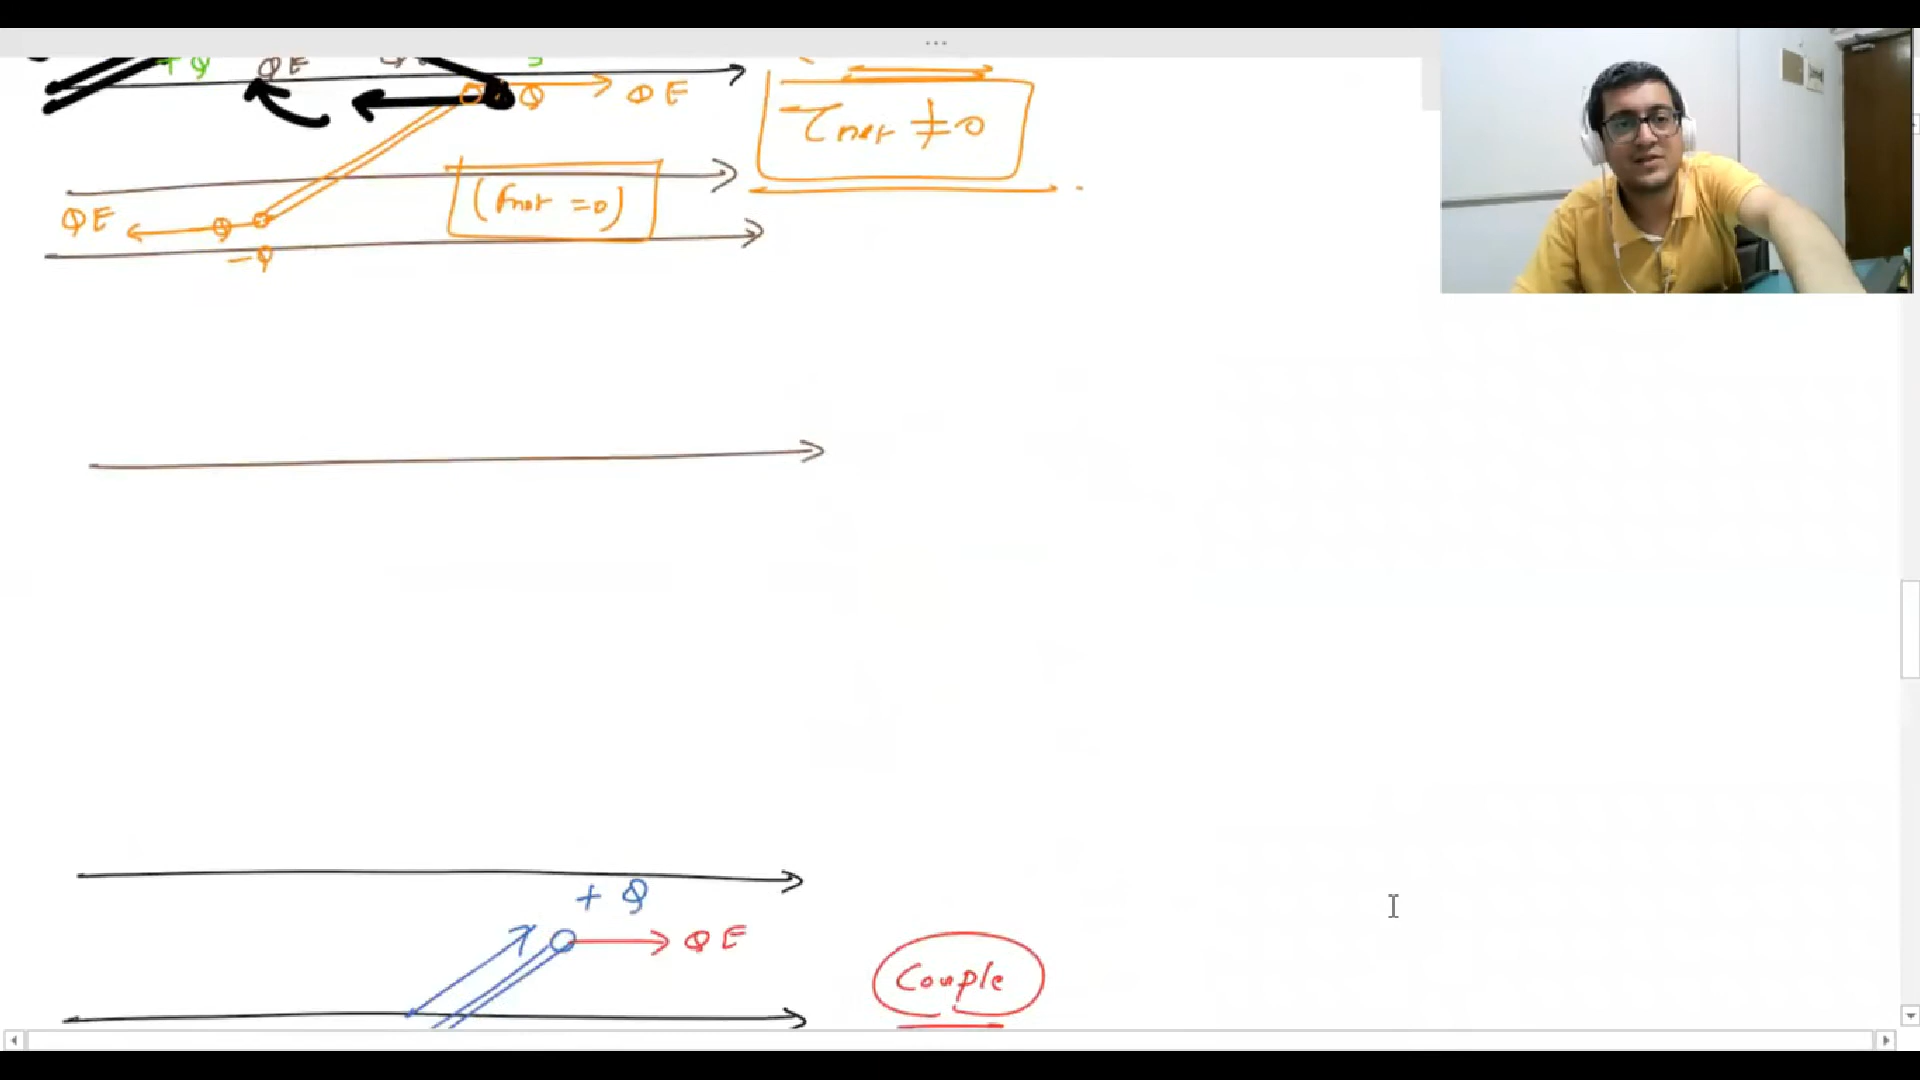 +Q QE
Q QE
τnet ≠ 0
QE
(Fnet = 0)
-Q
+ Q
QE
Couple